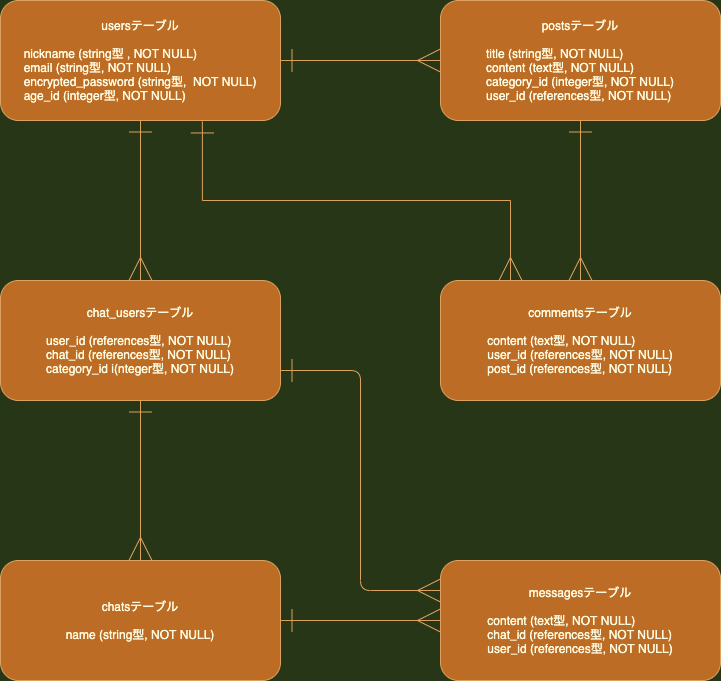 usersテーブル
nickname (string型 , NOT NULL)
email (string型, NOT NULL)
encrypted_password (string型,  NOT NULL)
age_id (integer型, NOT NULL)
postsテーブル
title (string型, NOT NULL)
content (text型, NOT NULL)
category_id (integer型, NOT NULL)
user_id (references型, NOT NULL)
chat_usersテーブル
user_id (references型, NOT NULL)
chat_id (references型, NOT NULL)
category_id i(nteger型, NOT NULL)
commentsテーブル
content (text型, NOT NULL)
user_id (references型, NOT NULL)
post_id (references型, NOT NULL)
chatsテーブル
name (string型, NOT NULL)
messagesテーブル
content (text型, NOT NULL)
chat_id (references型, NOT NULL)
user_id (references型, NOT NULL)